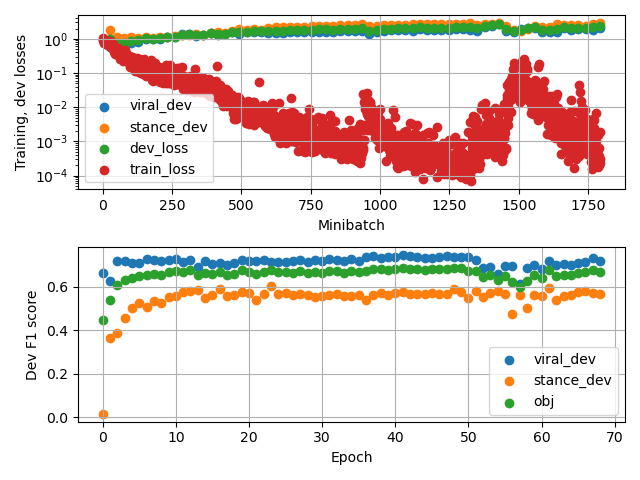 Training, dev losses
10⁰
10⁻¹
10⁻²
10⁻³
10⁻⁴
viral_dev
stance_dev
dev_loss
train_loss
0 250 500 750 1000 1250 1500 1750
Minibatch
Dev F1 score
0.6
0.4
0.2
0.0
viral_dev
stance_dev
obj
0 10 20 30 40 50 60 70
Epoch